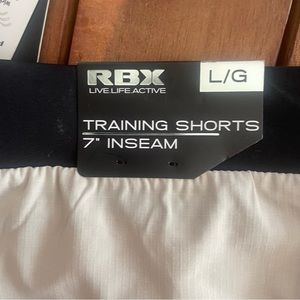 RBX
LIVE.LIFE.ACTIVE
L/G
TRAINING SHORTS
7" INSEAM